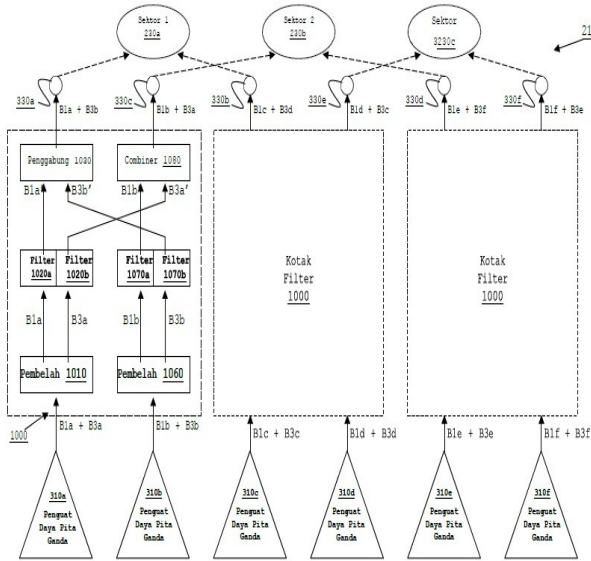 Sektor 1
230a
Sektor 2
230b
Sektor
3230c
21
330a
330c
330b
330e
330d
330f
B1a + B3b
B1b + B3a
B1c + B3d
B1d + B3c
B1e + B3f
B1f + B3e
Penggabung 1030
Combiner 1080
B1a'
B3b'
B1b'
B3a'
Filter
1020a
Filter
1020b
Filter
1070a
Filter
1070b
Kotak
Filter
1000
Kotak
Filter
1000
B1a
B3a
B1b
B3b
Pembelah 1010
Pembelah 1060
1000
B1a + B3a
B1b + B3b
B1c + B3c
B1d + B3d
B1e + B3e
B1f + B3f
310a
Penguat
Daya Pita
Ganda
310b
Penguat
Daya Pita
Ganda
310c
Penguat
Daya Pita
Ganda
310d
Penguat
Daya Pita
Ganda
310e
Penguat
Daya Pita
Ganda
310f
Penguat
Daya Pita
Ganda